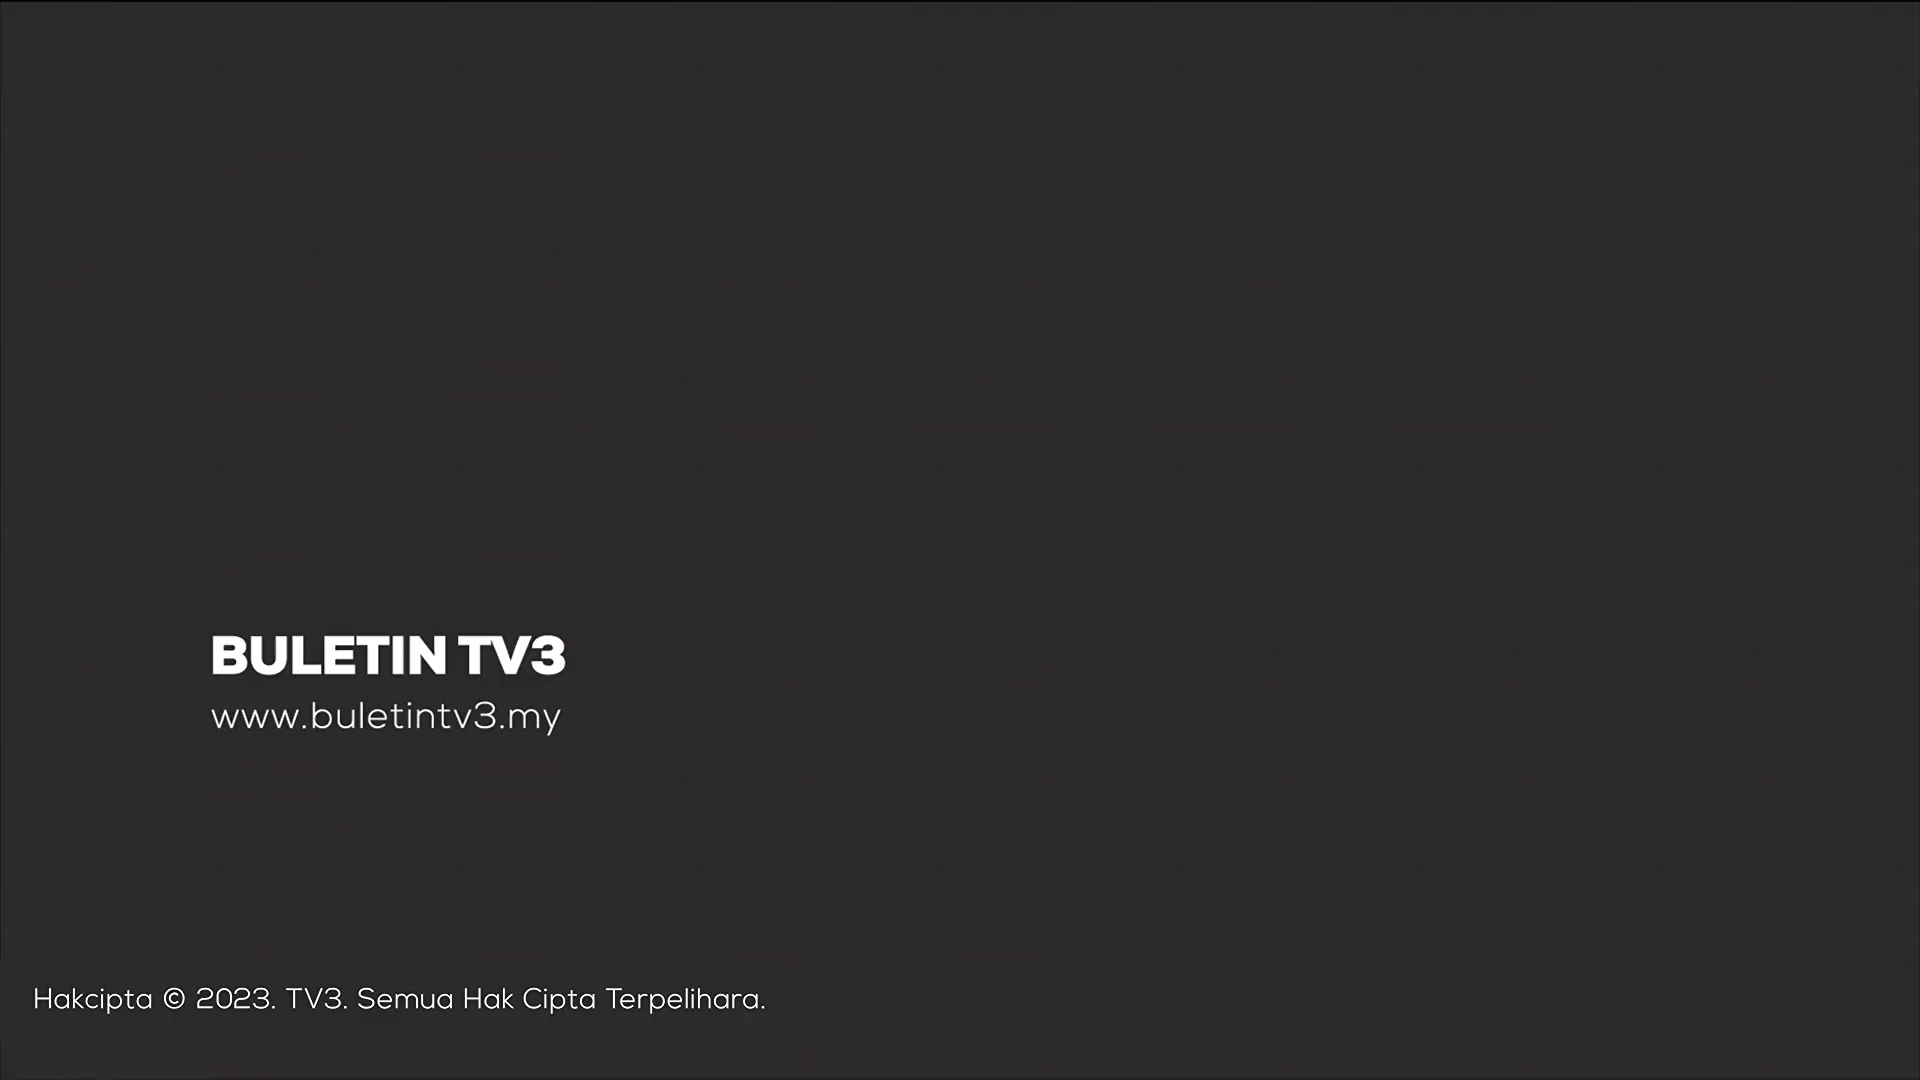 BULETIN TV3
www.buletintv3.my
Hakcipta © 2023. TV3. Semua Hak Cipta Terpelihara.